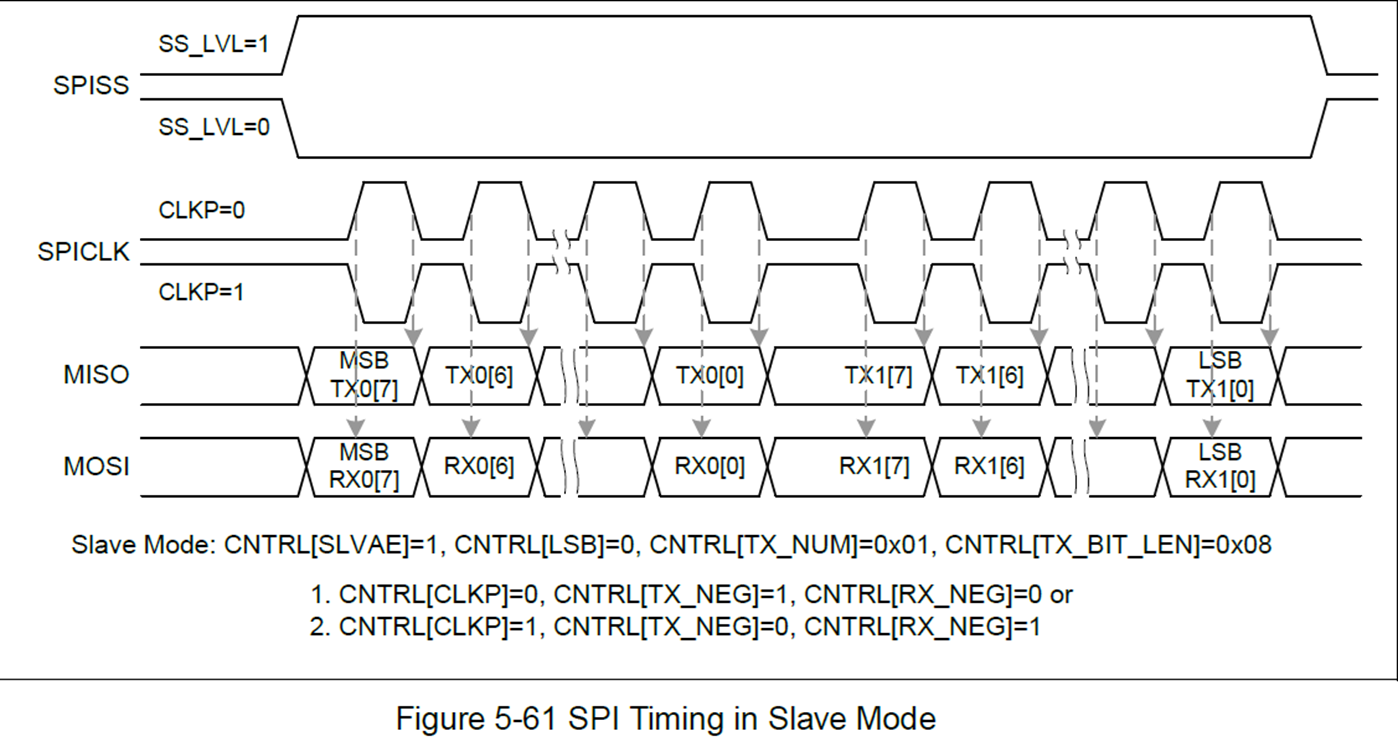 SS_LVL=1
SPISS
SS_LVL=0
CLKP=0
SPICLK
CLKP=1
MISO
MSB
TX0[7]
TX0[6]
TX0[0]
TX1[7]
TX1[6]
LSB
TX1[0]
MOSI
MSB
RX0[7]
RX0[6]
RX0[0]
RX1[7]
RX1[6]
LSB
RX1[0]
Slave Mode: CNTRL[SLVAE]=1, CNTRL[LSB]=0, CNTRL[TX_NUM]=0x01, CNTRL[TX_BIT_LEN]=0x08
1. CNTRL[CLKP]=0, CNTRL[TX_NEG]=1, CNTRL[RX_NEG]=0 or
2. CNTRL[CLKP]=1, CNTRL[TX_NEG]=0, CNTRL[RX_NEG]=1
Figure 5-61 SPI Timing in Slave Mode